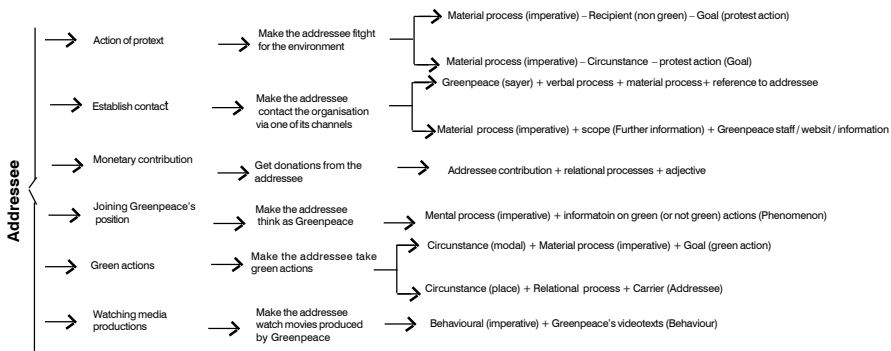 Addressee
Action of protext
Make the addressee fitght
for the environment
Material process (imperative) – Recipient (non green) – Goal (protest action)
Material process (imperative) – Circumstance – protest action (Goal)
Establish contact
Make the addressee
contact the organisation
via one of its channels
Greenpeace (sayer) + verbal process + material process+ reference to addressee
Material process (imperative) + scope (Further information) + Greenpeace staff / websit / information
Monetary contribution
Get donations from the
addressee
Addressee contribution + relational processes + adjective
Joining Greenpeace's
position
Make the addressee
think as Greenpeace
Mental process (imperative) + informatoin on green (or not green) actions (Phenomenon)
Green actions
Make the addressee take
green actions
Circumstance (modal) + Material process (imperative) + Goal (green action)
Circumstance (place) + Relational process + Carrier (Addressee)
Watching media
productions
Make the addressee
watch movies produced
by Greenpeace
Behavioural (imperative) + Greenpeace's videotexts (Behaviour)